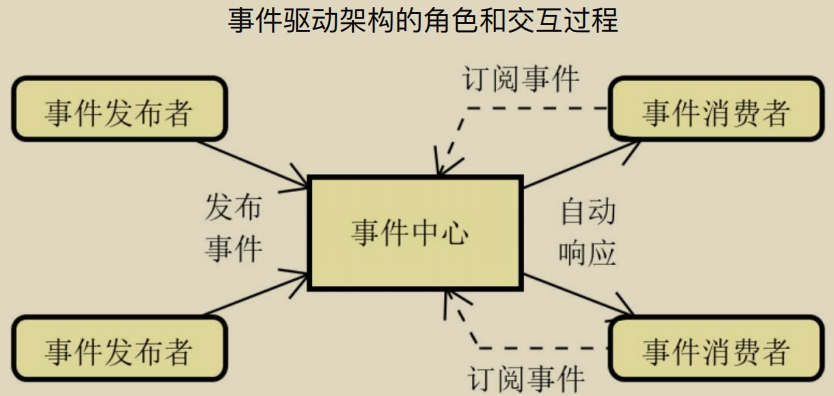 事件驱动架构的角色和交互过程
订阅事件
事件发布者
事件消费者
发布
事件
事件中心
自动
响应
事件发布者
事件消费者
订阅事件